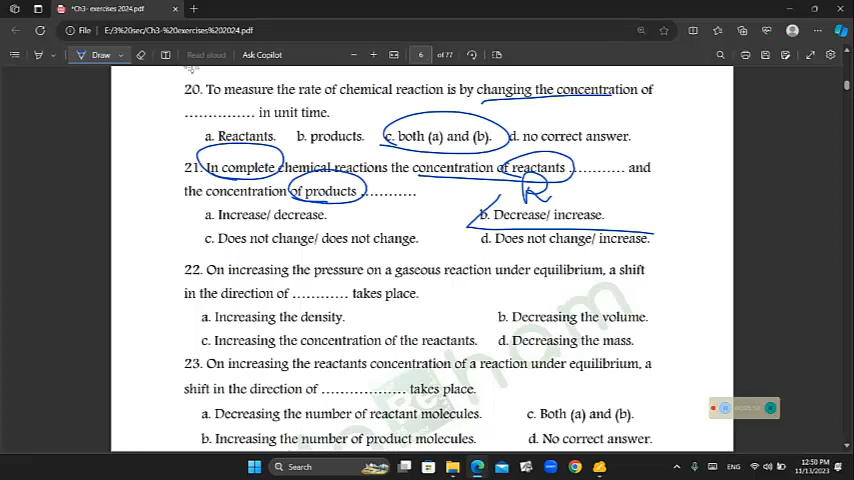 *Ch3- exercises 2024.pdf
File
E:/3 sec/Ch3-%20exercises%202024.pdf
Draw
Read aloud
Ask Copilot
6
of 77
20. To measure the rate of chemical reaction is by changing the concentration of
............... in unit time.
a. Reactants. b. products. c. both (a) and (b). d. no correct answer.
21. In complete chemical reactions the concentration of reactants ........... and
the concentration of products ...........
R
a. Increase/ decrease. b. Decrease/ increase.
c. Does not change/ does not change. d. Does not change/ increase.
22. On increasing the pressure on a gaseous reaction under equilibrium, a shift
in the direction of ............ takes place.
a. Increasing the density. b. Decreasing the volume.
c. Increasing the concentration of the reactants. d. Decreasing the mass.
23. On increasing the reactants concentration of a reaction under equilibrium, a
shift in the direction of .................. takes place.
a. Decreasing the number of reactant molecules. c. Both (a) and (b).
b. Increasing the number of product molecules. d. No correct answer.
Search
ENG
12:50 PM
11/13/2023